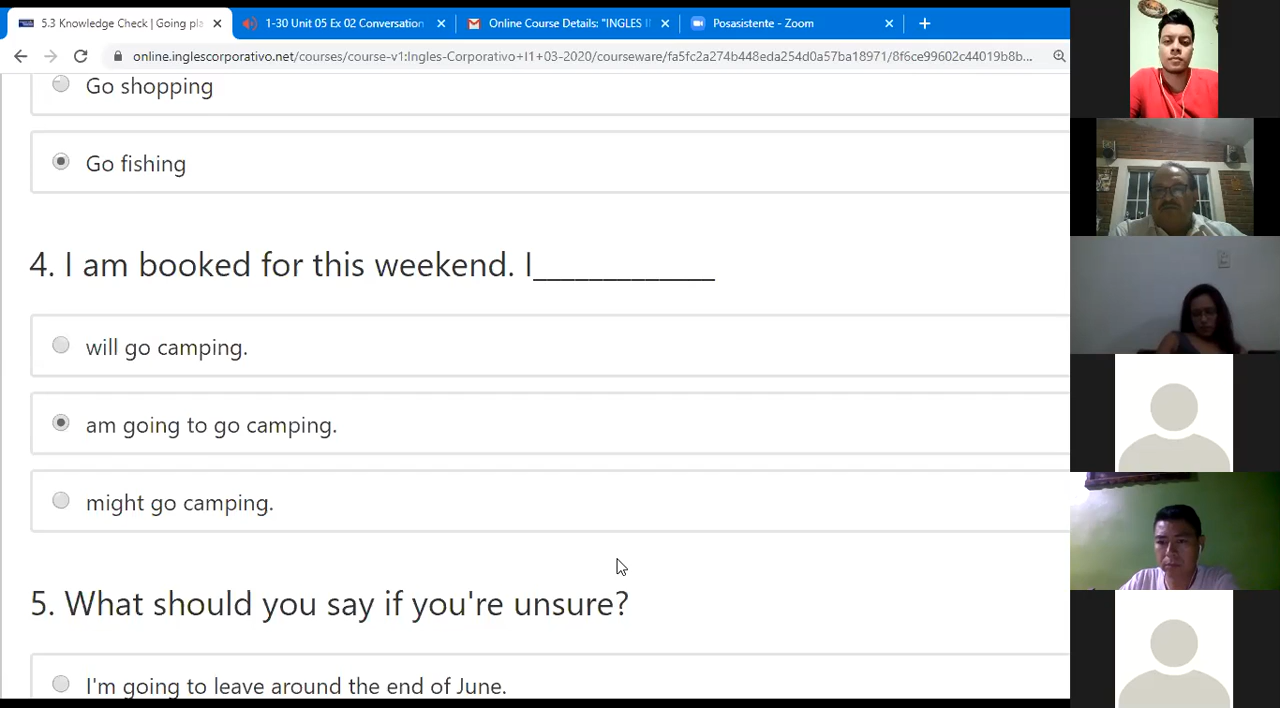 5.3 Knowledge Check | Going pla
1-30 Unit 05 Ex 02 Conversation
Online Course Details: "INGLES II
Posasistente - Zoom
online.inglescorporativo.net/courses/course-v1:Ingles-Corporativo+I1+03-2020/courseware/fa5fc2a274b448eda254d0a57ba18971/8f6ce99602c44019b8b...
Go shopping
Go fishing
4. I am booked for this weekend. I_____________
will go camping.
am going to go camping.
might go camping.
5. What should you say if you're unsure?
I'm going to leave around the end of June.